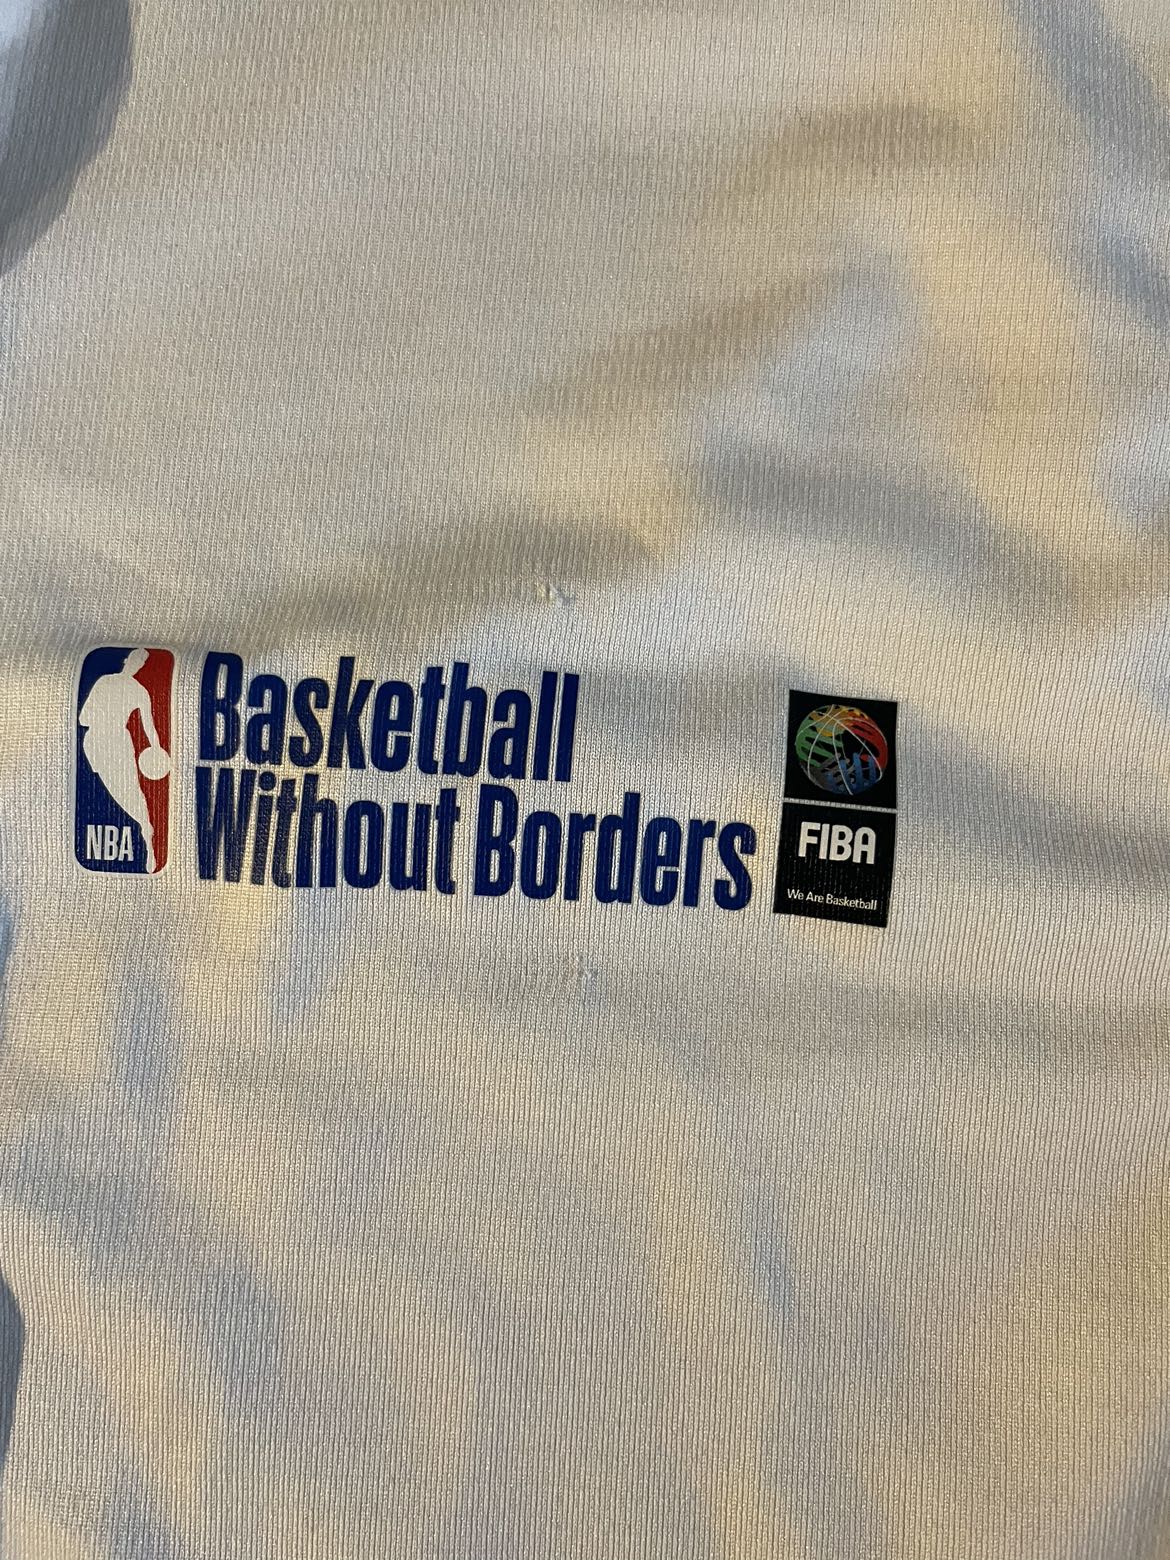 NBA
Basketball
Without Borders
FIBA
We Are Basketball